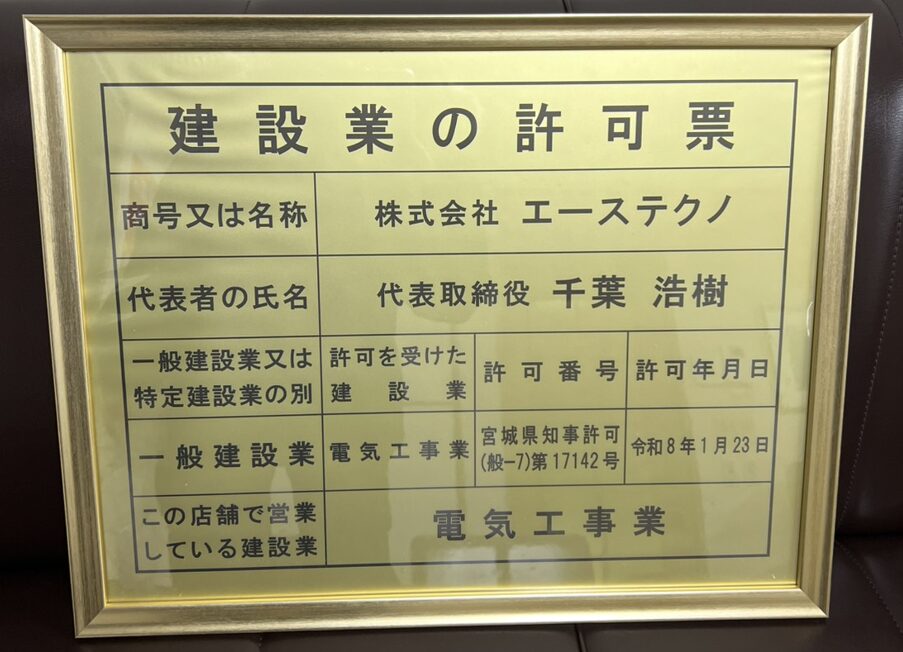 建設業の許可票
商号又は名称
株式会社 エーステクノ
代表者の氏名
代表取締役 千葉 浩樹
一般建設業又は
特定建設業の別
許可を受けた
建設業
許可番号
許可年月日
一般建設業
電気工事業
宮城県知事許可
(般-7)第17142号
令和8年1月23日
この店舗で営業
している建設業
電気工事業